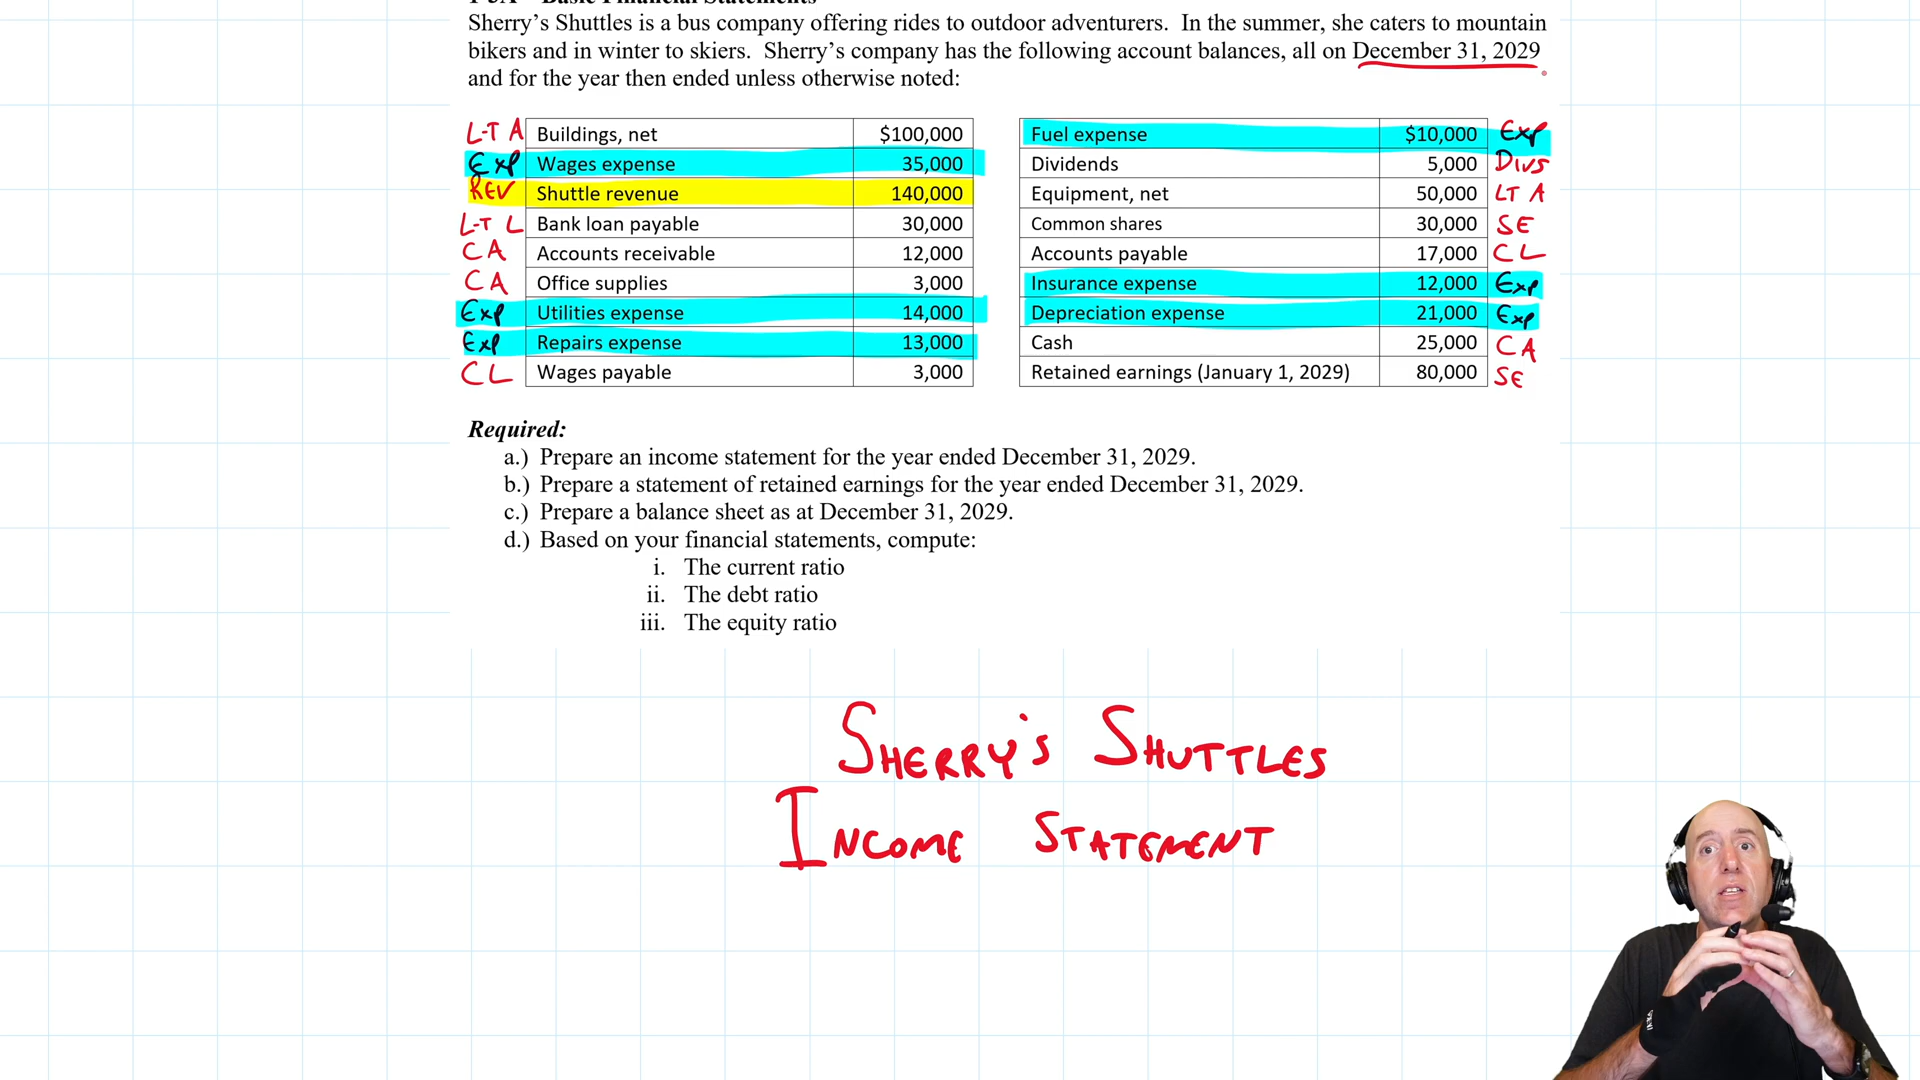 1-3A – Basic Financial Statements
Sherry's Shuttles is a bus company offering rides to outdoor adventurers. In the summer, she caters to mountain
bikers and in winter to skiers. Sherry's company has the following account balances, all on December 31, 2029
and for the year then ended unless otherwise noted:
L-T A Buildings, net $100,000
Exp Wages expense 35,000
REV Shuttle revenue 140,000
L-T L Bank loan payable 30,000
CA Accounts receivable 12,000
CA Office supplies 3,000
Exp Utilities expense 14,000
Exp Repairs expense 13,000
CL Wages payable 3,000
Fuel expense $10,000 Exp
Dividends 5,000 Divs
Equipment, net 50,000 LT A
Common shares 30,000 SE
Accounts payable 17,000 CL
Insurance expense 12,000 Exp
Depreciation expense 21,000 Exp
Cash 25,000 CA
Retained earnings (January 1, 2029) 80,000 SE
Required:
a.) Prepare an income statement for the year ended December 31, 2029.
b.) Prepare a statement of retained earnings for the year ended December 31, 2029.
c.) Prepare a balance sheet as at December 31, 2029.
d.) Based on your financial statements, compute:
i. The current ratio
ii. The debt ratio
iii. The equity ratio
SHERRY'S SHUTTLES
INCOME STATEMENT